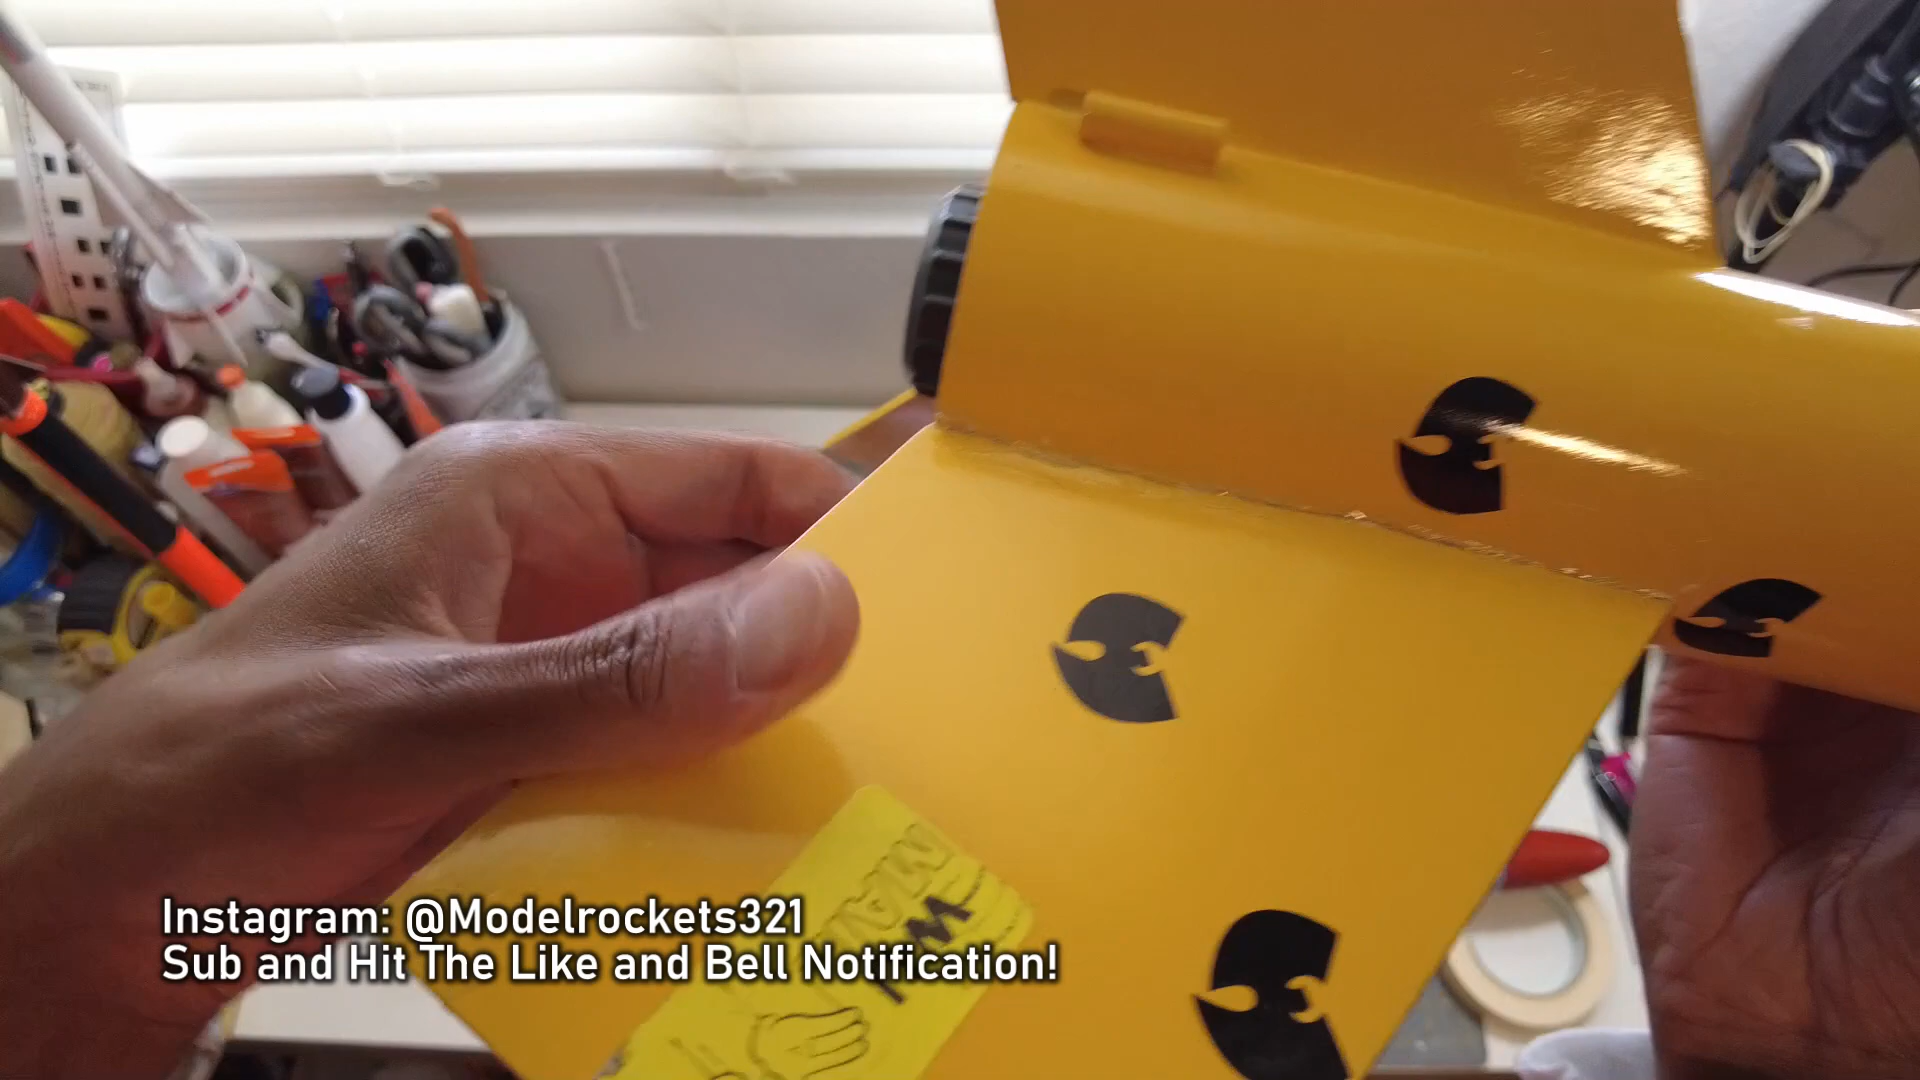 Instagram: @Modelrockets321
Sub and Hit The Like and Bell Notification!